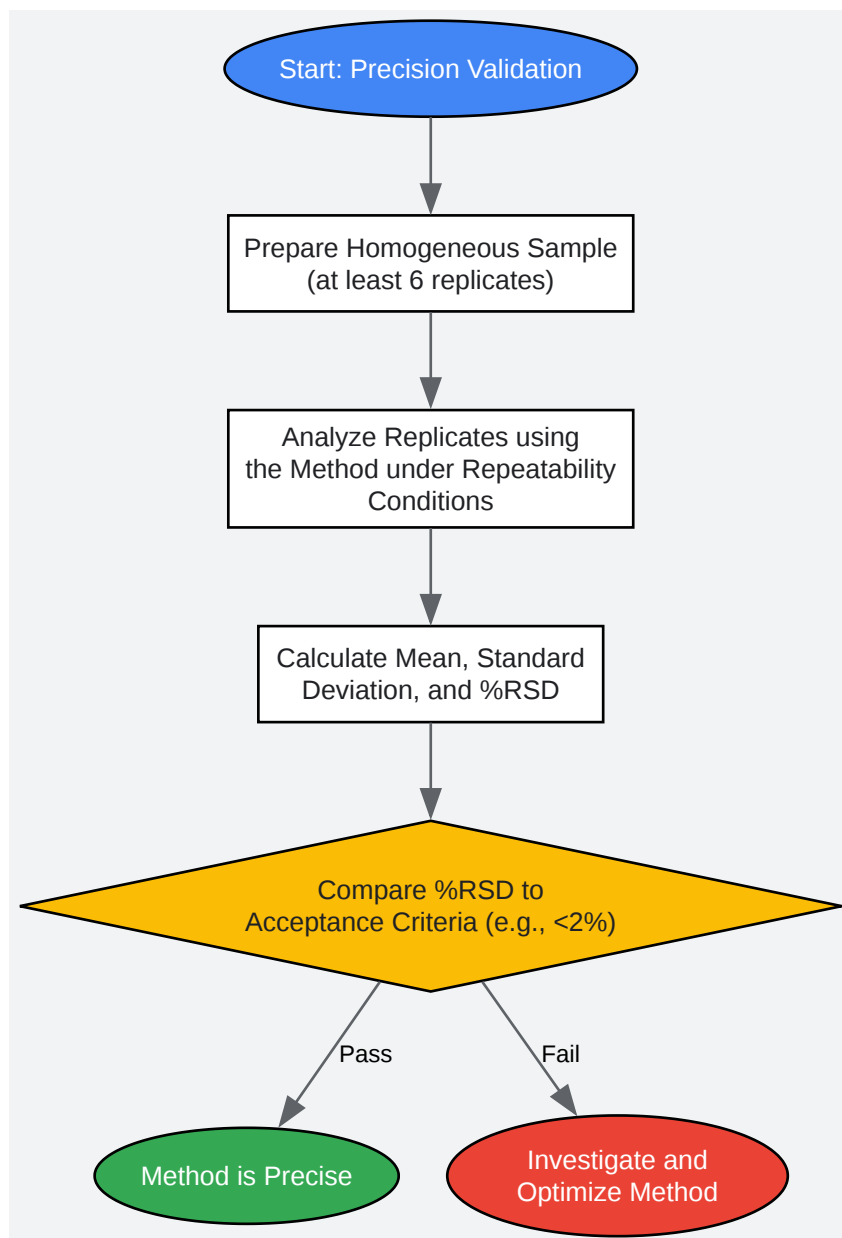 Start: Precision Validation
Prepare Homogeneous Sample
(at least 6 replicates)
Analyze Replicates using
the Method under Repeatability
Conditions
Calculate Mean, Standard
Deviation, and %RSD
Compare %RSD to
Acceptance Criteria (e.g., <2%)
Pass
Fail
Method is Precise
Investigate and
Optimize Method